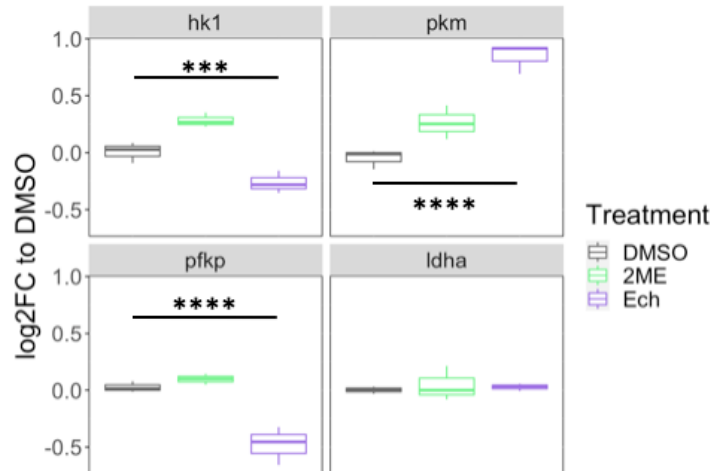 hk1
pkm
1.0
0.5
0.0
-0.5
***
****
log2FC to DMSO
pfkp
ldha
1.0
0.5
0.0
-0.5
****
Treatment
DMSO
2ME
Ech